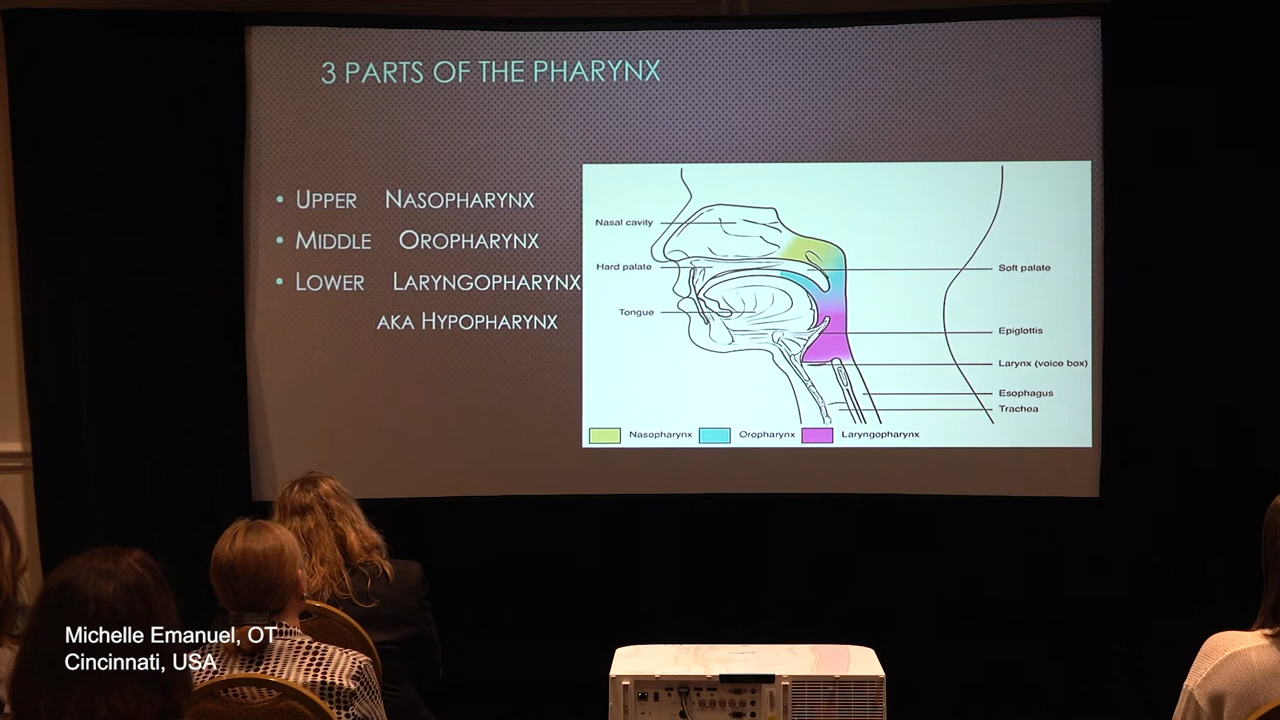 3 PARTS OF THE PHARYNX
• UPPER NASOPHARYNX
• MIDDLE OROPHARYNX
• LOWER LARYNGOPHARYNX
AKA HYPOPHARYNX
Nasal cavity
Hard palate
Tongue
Soft palate
Epiglottis
Larynx (voice box)
Esophagus
Trachea
Nasopharynx Oropharynx Laryngopharynx
Michelle Emanuel, OT
Cincinnati, USA